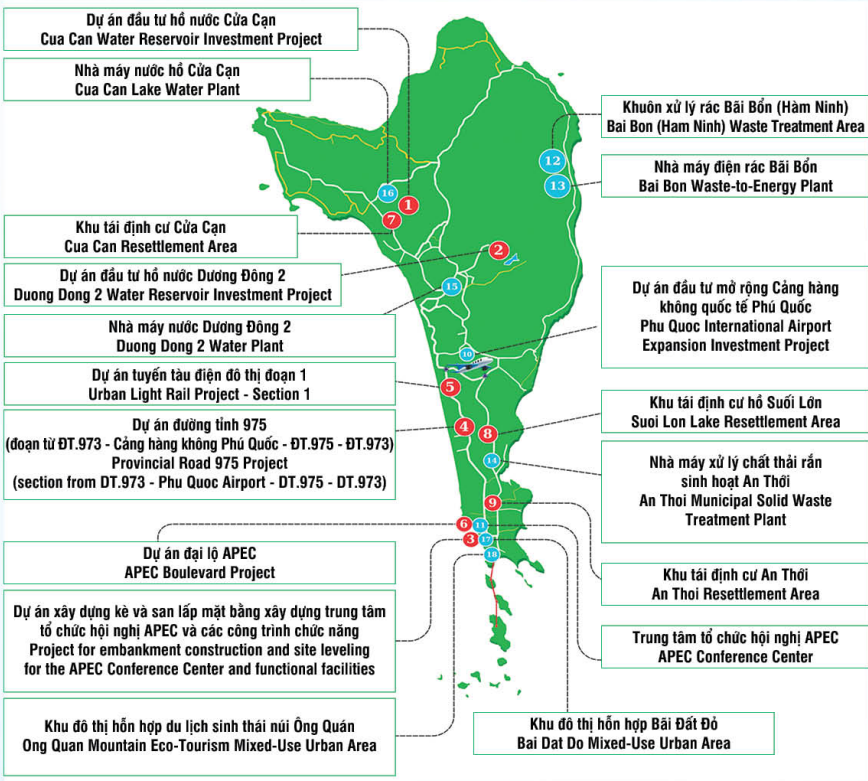 Dự án đầu tư hồ nước Cửa Cạn
Cua Can Water Reservoir Investment Project
Nhà máy nước hồ Cửa Cạn
Cua Can Lake Water Plant
Khu tái định cư Cửa Cạn
Cua Can Resettlement Area
Dự án đầu tư hồ nước Dương Đông 2
Duong Dong 2 Water Reservoir Investment Project
Nhà máy nước Dương Đông 2
Duong Dong 2 Water Plant
Dự án tuyến tàu điện đô thị đoạn 1
Urban Light Rail Project - Section 1
Dự án đường tỉnh 975
(đoạn từ ĐT.973 - Cảng hàng không Phú Quốc - ĐT.975 - ĐT.973)
Provincial Road 975 Project
(section from DT.973 - Phu Quoc Airport - DT.975 - DT.973)
Dự án đại lộ APEC
APEC Boulevard Project
Dự án xây dựng kè và san lấp mặt bằng xây dựng trung tâm
tổ chức hội nghị APEC và các công trình chức năng
Project for embankment construction and site leveling
for the APEC Conference Center and functional facilities
Khu đô thị hỗn hợp du lịch sinh thái núi Ông Quán
Ong Quan Mountain Eco-Tourism Mixed-Use Urban Area
16
1
7
2
15
10
5
4
8
14
9
6
11
3
17
18
12
13
Khuôn xử lý rác Bãi Bổn (Hàm Ninh)
Bai Bon (Ham Ninh) Waste Treatment Area
Nhà máy điện rác Bãi Bổn
Bai Bon Waste-to-Energy Plant
Dự án đầu tư mở rộng Cảng hàng
không quốc tế Phú Quốc
Phu Quoc International Airport
Expansion Investment Project
Khu tái định cư hồ Suối Lớn
Suoi Lon Lake Resettlement Area
Nhà máy xử lý chất thải rắn
sinh hoạt An Thới
An Thoi Municipal Solid Waste
Treatment Plant
Khu tái định cư An Thới
An Thoi Resettlement Area
Trung tâm tổ chức hội nghị APEC
APEC Conference Center
Khu đô thị hỗn hợp Bãi Đất Đỏ
Bai Dat Do Mixed-Use Urban Area